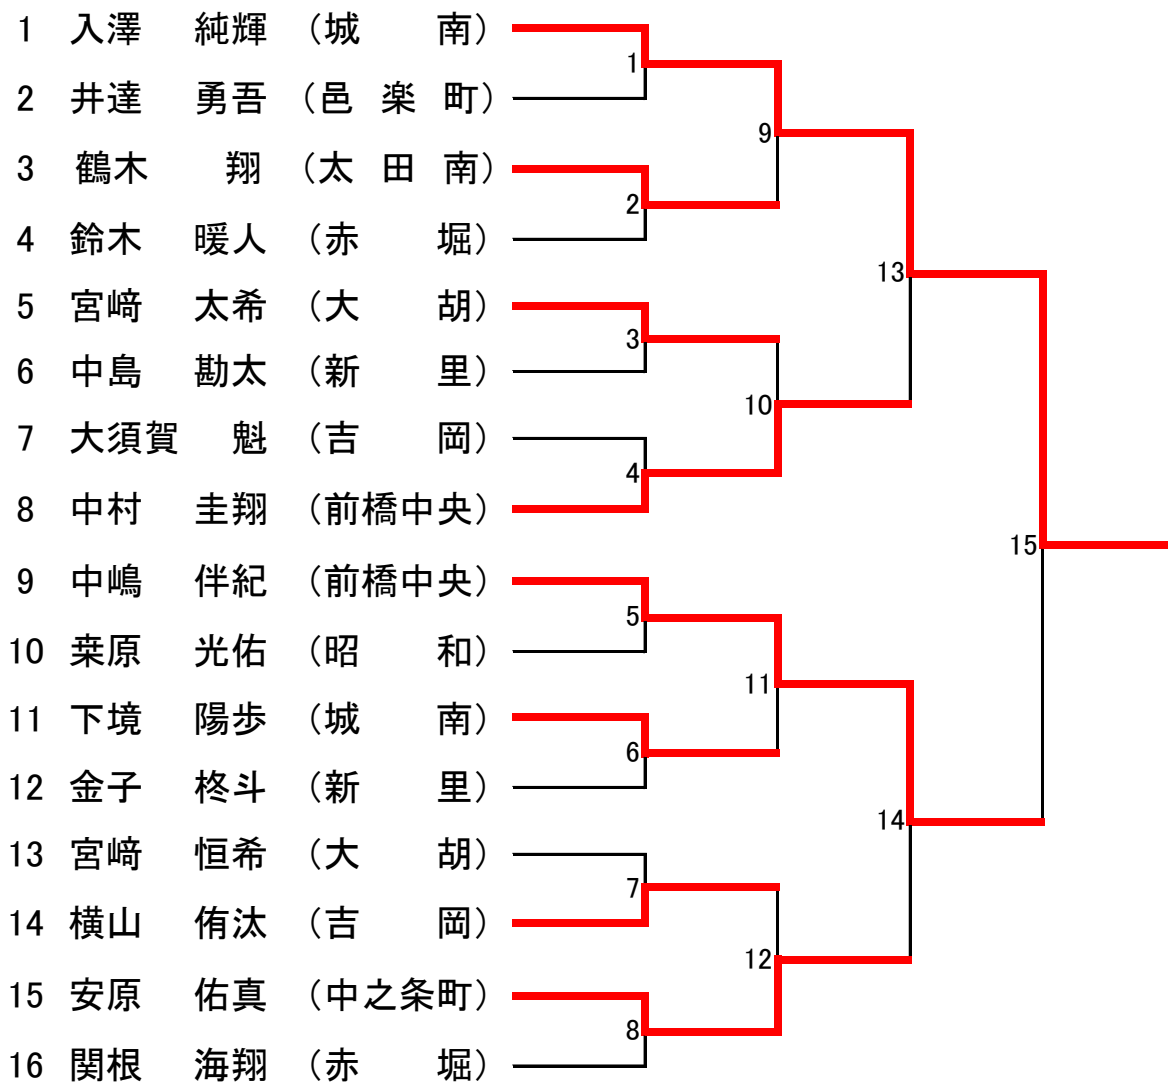 1 入澤 純輝 (城 南)
1
2 井達 勇吾 (邑 楽 町)
9
3 鶴木 翔 (太 田 南)
2
4 鈴木 暖人 (赤 堀)
13
5 宮﨑 太希 (大 胡)
3
6 中島 勘太 (新 里)
10
7 大須賀 魁 (吉 岡)
4
8 中村 圭翔 (前橋中央)
15
9 中嶋 伴紀 (前橋中央)
5
10 桒原 光佑 (昭 和)
11
11 下境 陽歩 (城 南)
6
12 金子 柊斗 (新 里)
14
13 宮﨑 恒希 (大 胡)
7
14 横山 侑汰 (吉 岡)
12
15 安原 佑真 (中之条町)
8
16 関根 海翔 (赤 堀)